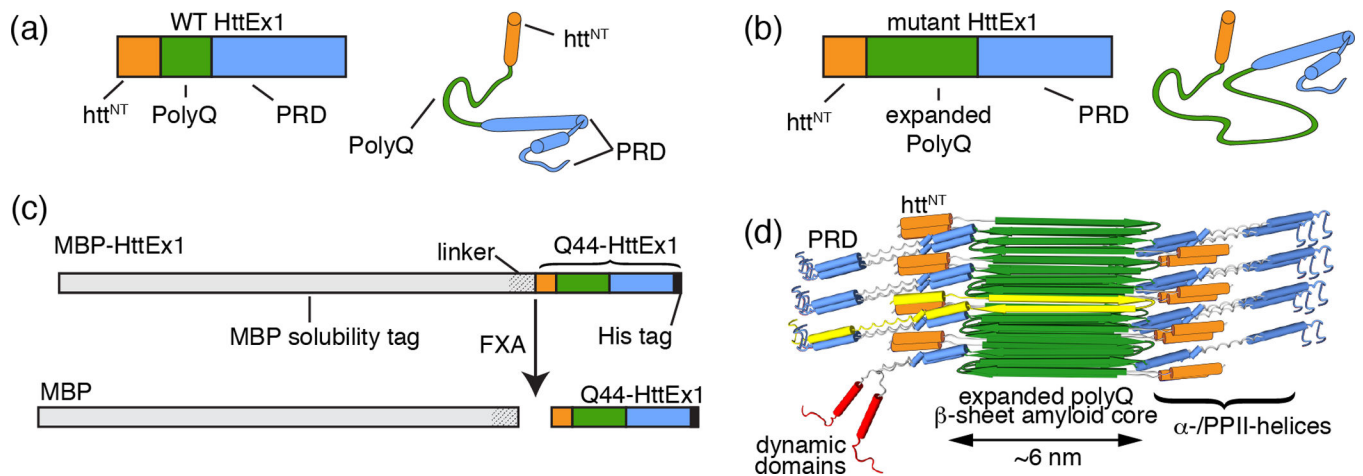 (a)
WT HttEx1
htt^NT
PolyQ
PRD
htt^NT
PolyQ
PRD
(b)
mutant HttEx1
htt^NT
expanded
PolyQ
PRD
(c)
MBP-HttEx1
linker
Q44-HttEx1
MBP solubility tag
FXA
His tag
MBP
Q44-HttEx1
(d)
htt^NT
PRD
dynamic
domains
expanded polyQ
β-sheet amyloid core
~6 nm
α-/PPII-helices